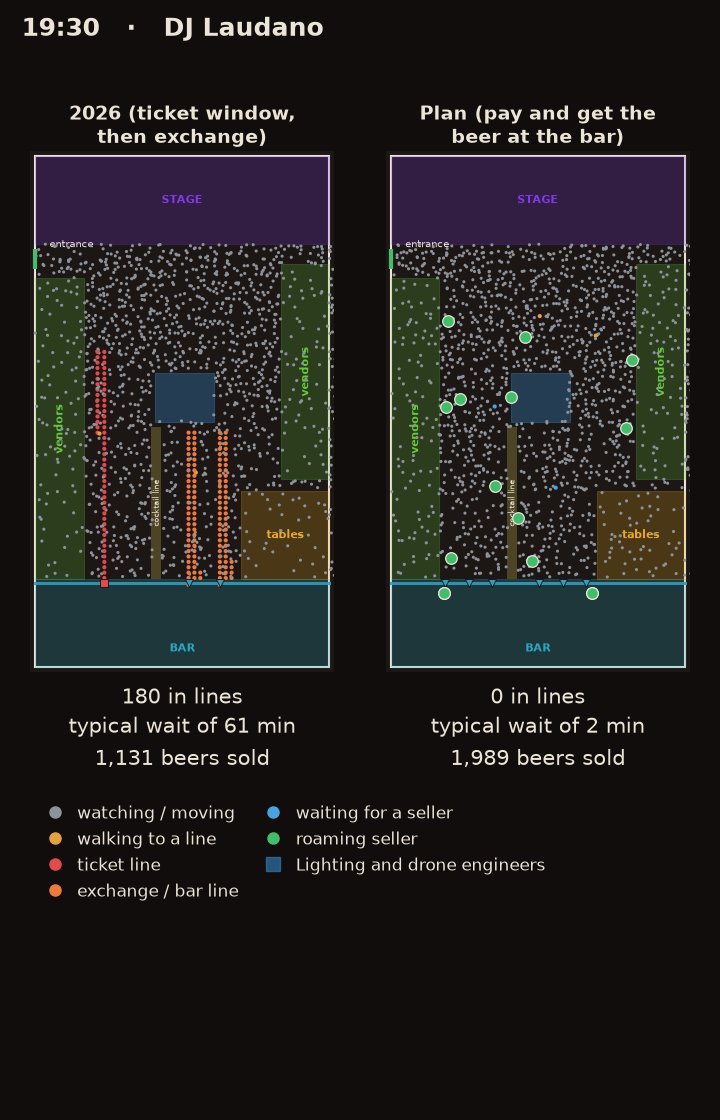 19:30 · DJ Laudano
2026 (ticket window,
then exchange)
STAGE
entrance
vendors
vendors
cocktail line
tables
BAR
180 in lines
typical wait of 61 min
1,131 beers sold
Plan (pay and get the
beer at the bar)
STAGE
entrance
vendors
vendors
cocktail line
tables
BAR
0 in lines
typical wait of 2 min
1,989 beers sold
watching / moving
walking to a line
ticket line
exchange / bar line
waiting for a seller
roaming seller
Lighting and drone engineers